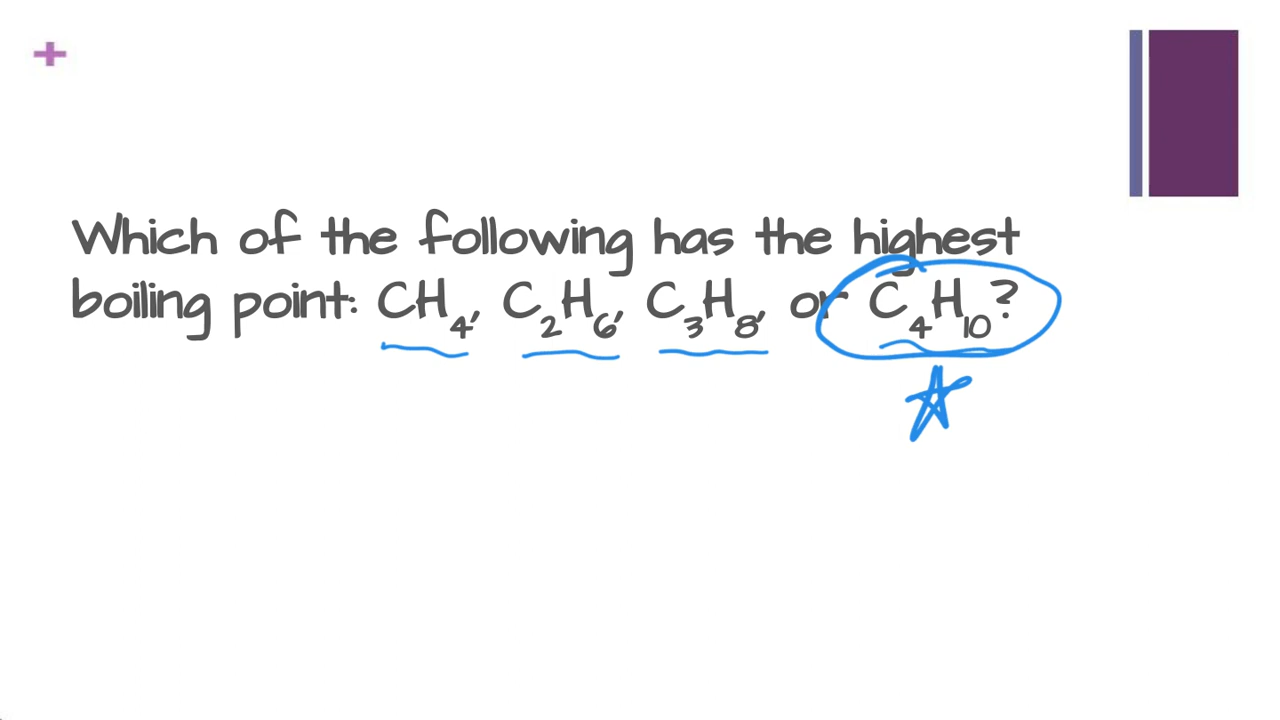 Which of the following has the highest
boiling point: CH₄, C₂H₆, C₃H₈, or C₄H₁₀?